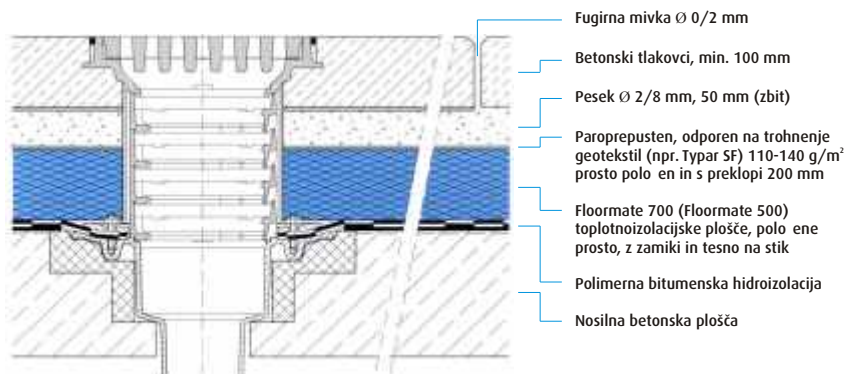 Fugirna mivka Ø 0/2 mm
Betonski tlakovci, min. 100 mm
Pesek Ø 2/8 mm, 50 mm (zbit)
Paroprepusten, odporen na trohnenje
geotekstil (npr. Typar SF) 110-140 g/m²
prosto polo en in s preklopi 200 mm
Floormate 700 (Floormate 500)
toplotnoizolacijske plošče, polo ene
prosto, z zamiki in tesno na stik
Polimerna bitumenska hidroizolacija
Nosilna betonska plošča